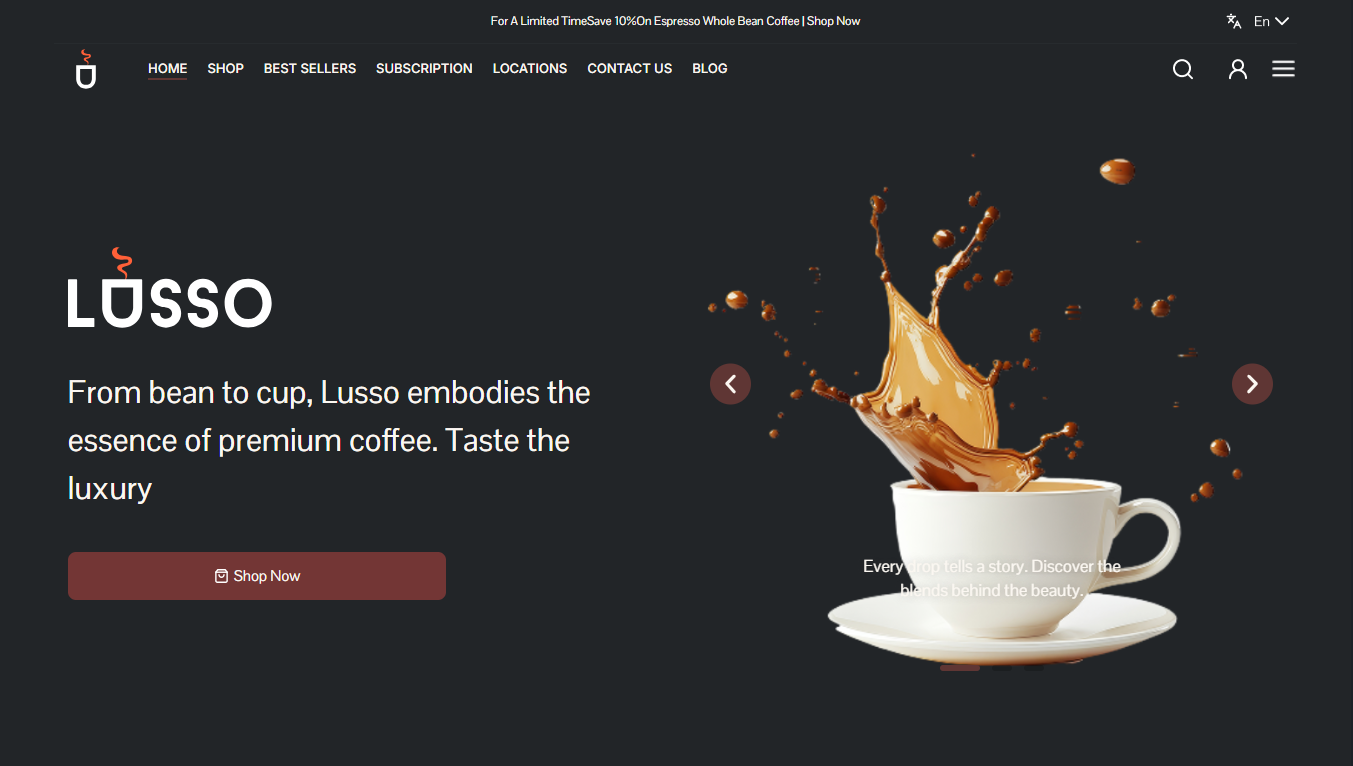 For A Limited TimeSave 10%On Espresso Whole Bean Coffee | Shop Now
En
HOME SHOP BEST SELLERS SUBSCRIPTION LOCATIONS CONTACT US BLOG
LUSSO
From bean to cup, Lusso embodies the
essence of premium coffee. Taste the
luxury
Shop Now
Every drop tells a story. Discover the
blends behind the beauty.